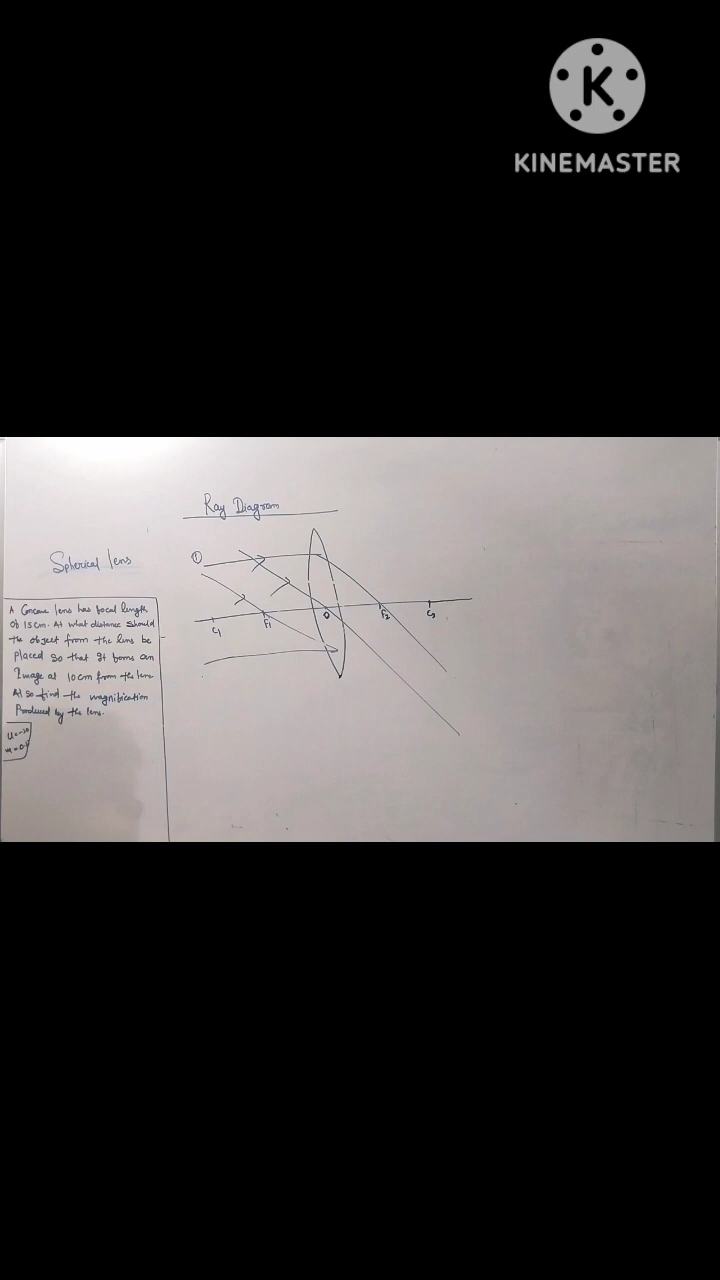 KINEMASTER
Ray Diagram
Spherical lens
A Concave lens has focal length
of 15cm. At what distance should
the object from the lens be
placed so that It forms an
Image at 10cm from the lens
Also find the magnification
Produced by the lens.
①
C₁
F₁
O
F₂
C₂